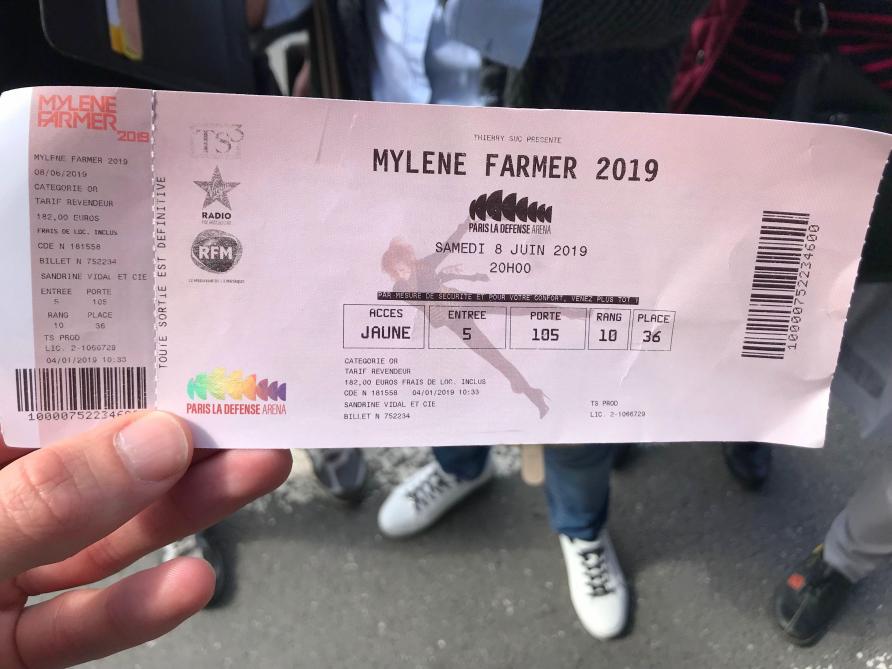 MYLENE
FARMER
2019
MYLENE FARMER 2019
08/06/2019
CATEGORIE OR
TARIF REVENDEUR
182,00 EUROS
FRAIS DE LOC. INCLUS
CDE N 181558
BILLET N 752234
SANDRINE VIDAL ET CIE
ENTREE PORTE
5 105
RANG PLACE
10 36
TS PROD
LIC. 2-1066729
04/01/2019 10:33
TOUTE SORTIE EST DEFINITIVE
TS3
RADIO
RFM
PARIS LA DEFENSE ARENA
THIERRY SUC PRESENTE
MYLENE FARMER 2019
PARIS LA DEFENSE ARENA
SAMEDI 8 JUIN 2019
20H00
PAR MESURE DE SECURITE ET POUR VOTRE CONFORT, VENEZ PLUS TOT !
ACCES ENTREE PORTE RANG PLACE
JAUNE 5 105 10 36
CATEGORIE OR
TARIF REVENDEUR
182,00 EUROS FRAIS DE LOC. INCLUS
CDE N 181558 04/01/2019 10:33
SANDRINE VIDAL ET CIE
BILLET N 752234
TS PROD
LIC. 2-1066729
10000752234600